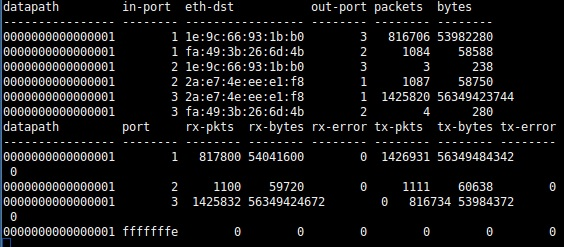 datapath         in-port  eth-dst           out-port packets  bytes
---------------- -------- ----------------- -------- -------- --------
0000000000000001        1 1e:9c:66:93:1b:b0        3   816706 53982280
0000000000000001        1 fa:49:3b:26:6d:4b        2     1084    58588
0000000000000001        2 1e:9c:66:93:1b:b0        3        3      238
0000000000000001        2 2a:e7:4e:ee:e1:f8        1     1087    58750
0000000000000001        3 2a:e7:4e:ee:e1:f8        1  1425820 56349423744
0000000000000001        3 fa:49:3b:26:6d:4b        2        4      280
datapath         port     rx-pkts  rx-bytes rx-error tx-pkts  tx-bytes tx-error
---------------- -------- -------- -------- -------- -------- -------- --------
0000000000000001        1   817800 54041600        0  1426931 56349484342
0
0000000000000001        2     1100    59720        0     1111    60638        0
0000000000000001        3  1425832 56349424672        0   816734 53984372
0
0000000000000001 fffffffe        0        0        0        0        0        0